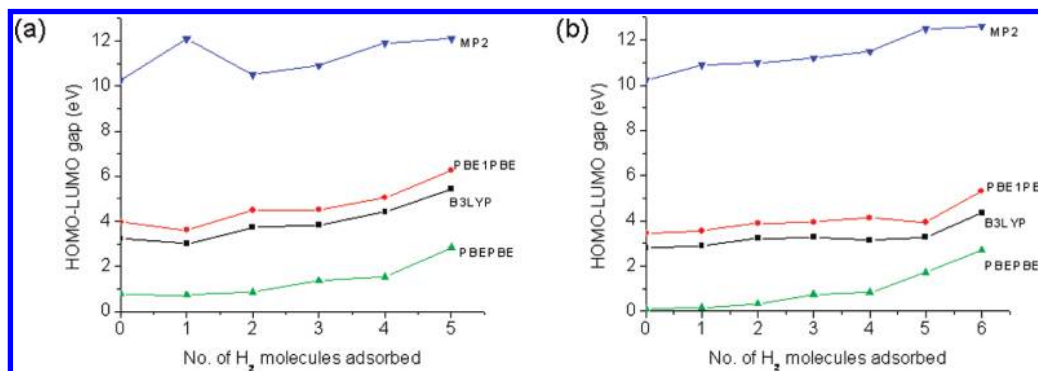 (a)
12
10
8
6
4
2
0
HOMO-LUMO gap (eV)
MP2
PBE1PBE
B3LYP
PBEPBE
0 1 2 3 4 5
No. of H2 molecules adsorbed
(b)
12
10
8
6
4
2
0
HOMO-LUMO gap (eV)
MP2
PBE1PB
B3LYP
PBEPBE
0 1 2 3 4 5 6
No. of H2 molecules adsorbed